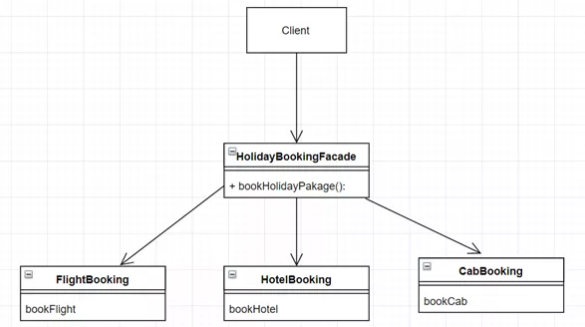 Client
HolidayBookingFacade
+ bookHolidayPakage():
FlightBooking
bookFlight
HotelBooking
bookHotel
CabBooking
bookCab